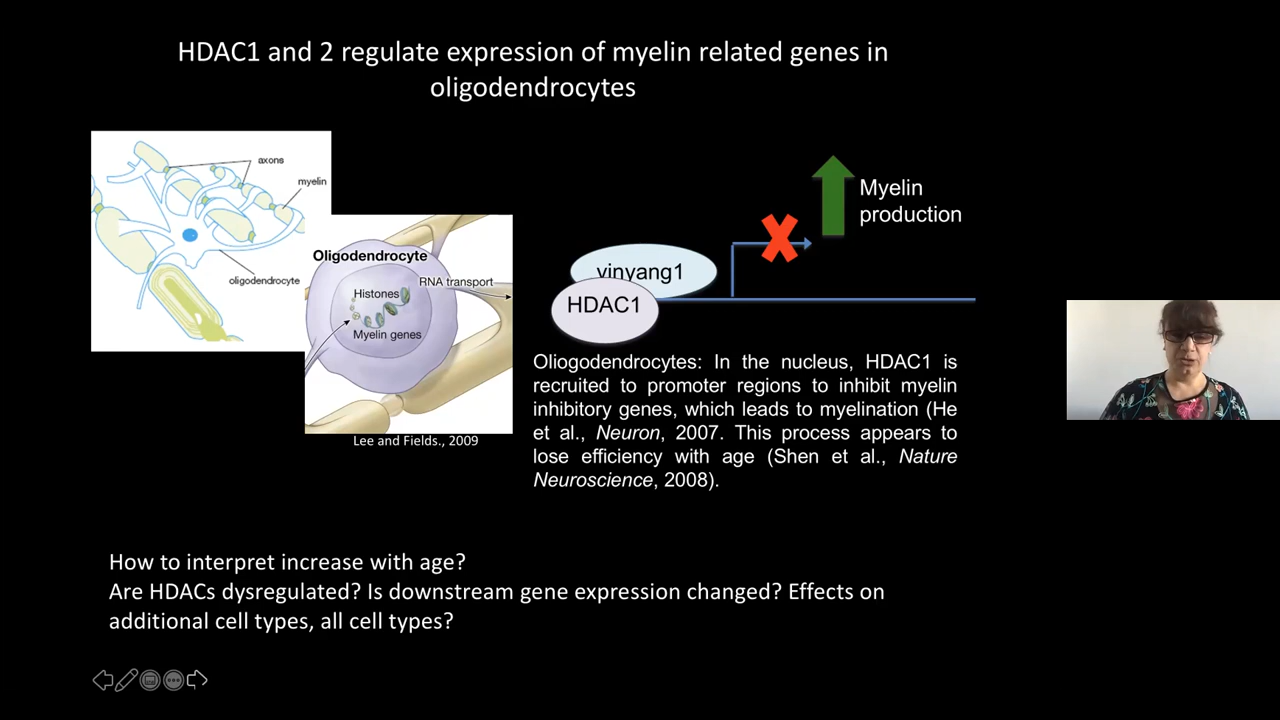 HDAC1 and 2 regulate expression of myelin related genes in
oligodendrocytes
axons
myelin
oligodendrocyte
Oligodendrocyte
RNA transport
Histones
Myelin genes
Lee and Fields., 2009
Myelin
production
yinyang1
HDAC1
Oliogodendrocytes: In the nucleus, HDAC1 is
recruited to promoter regions to inhibit myelin
inhibitory genes, which leads to myelination (He
et al., Neuron, 2007. This process appears to
lose efficiency with age (Shen et al., Nature
Neuroscience, 2008).
How to interpret increase with age?
Are HDACs dysregulated? Is downstream gene expression changed? Effects on
additional cell types, all cell types?